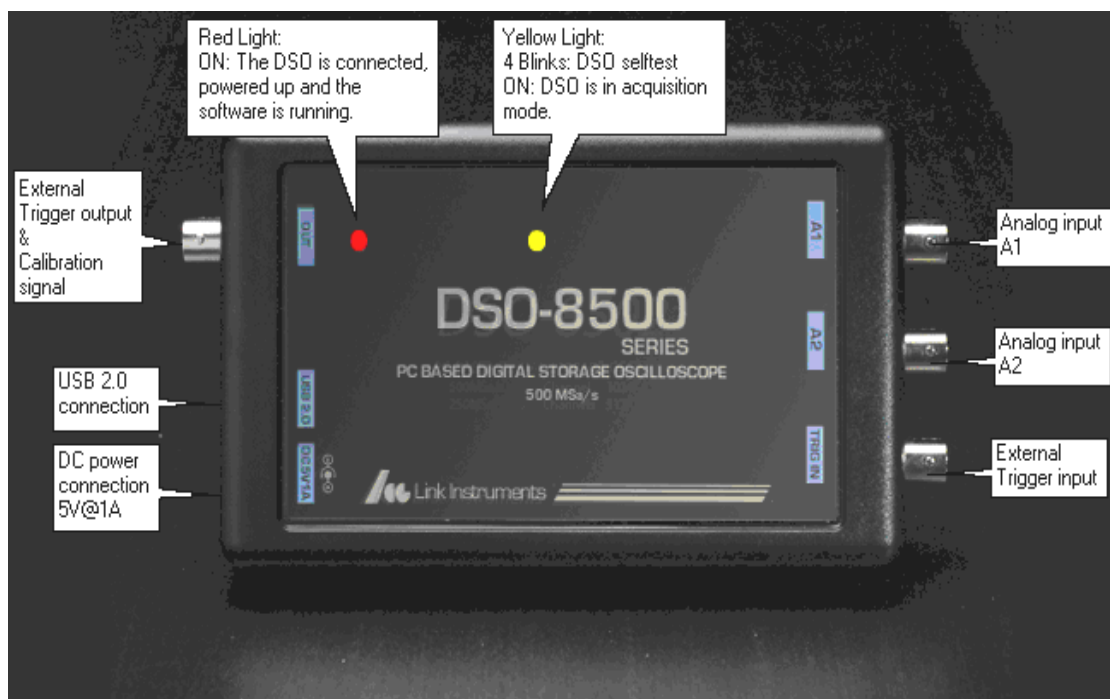 Red Light:
ON: The DSO is connected,
powered up and the
software is running.
Yellow Light:
4 Blinks: DSO selftest
ON: DSO is in acquisition
mode.
External
Trigger output
&
Calibration
signal
USB 2.0
connection
DC power
connection
5V@1A
OUT
USB 2.0
DC5V1A
DSO-8500
SERIES
PC BASED DIGITAL STORAGE OSCILLOSCOPE
500 MSa/s
Link Instruments
A1
A2
TRIG IN
Analog input
A1
Analog input
A2
External
Trigger input